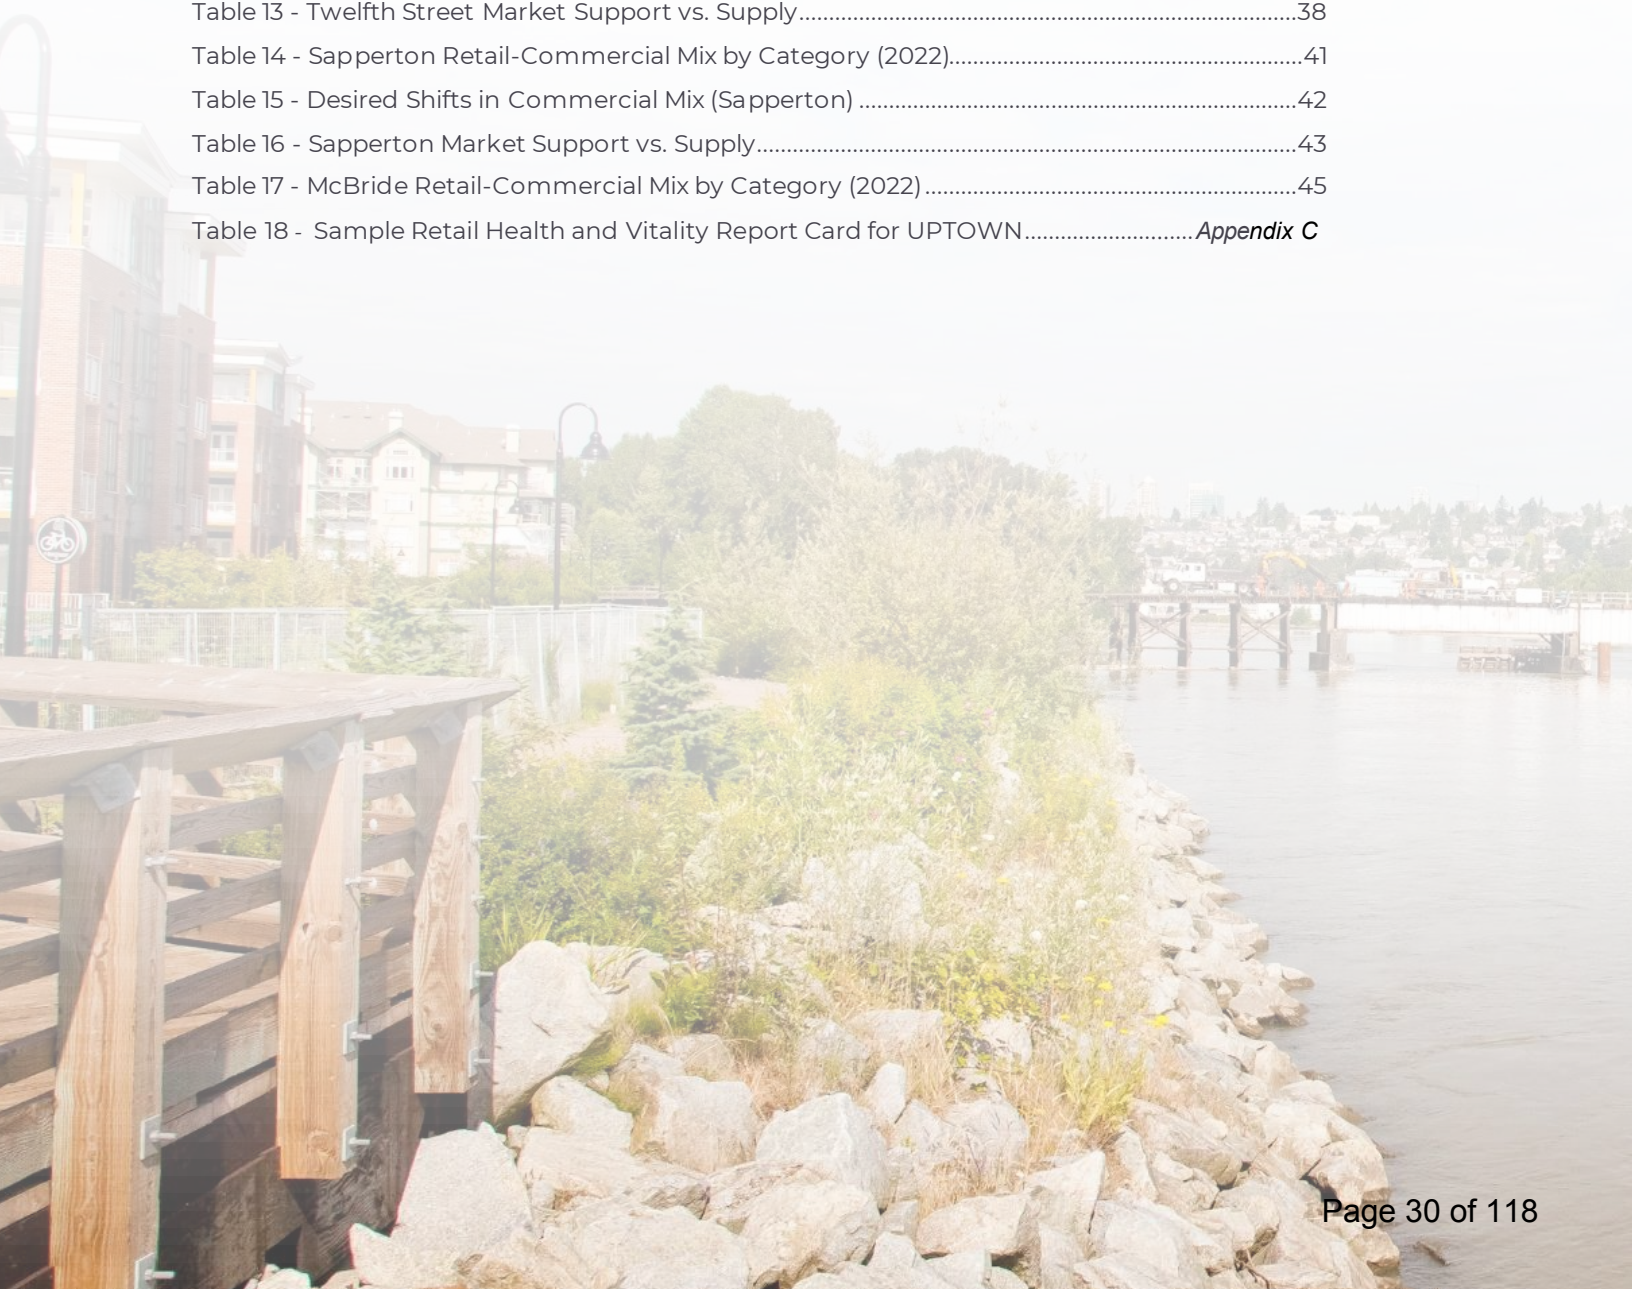 Table 13 - Twelfth Street Market Support vs. Supply..........................................................................................38
Table 14 - Sapperton Retail-Commercial Mix by Category (2022)................................................................41
Table 15 - Desired Shifts in Commercial Mix (Sapperton) ................................................................................42
Table 16 - Sapperton Market Support vs. Supply.................................................................................................43
Table 17 - McBride Retail-Commercial Mix by Category (2022) ....................................................................45
Table 18 - Sample Retail Health and Vitality Report Card for UPTOWN............................Appendix C
Page 30 of 118